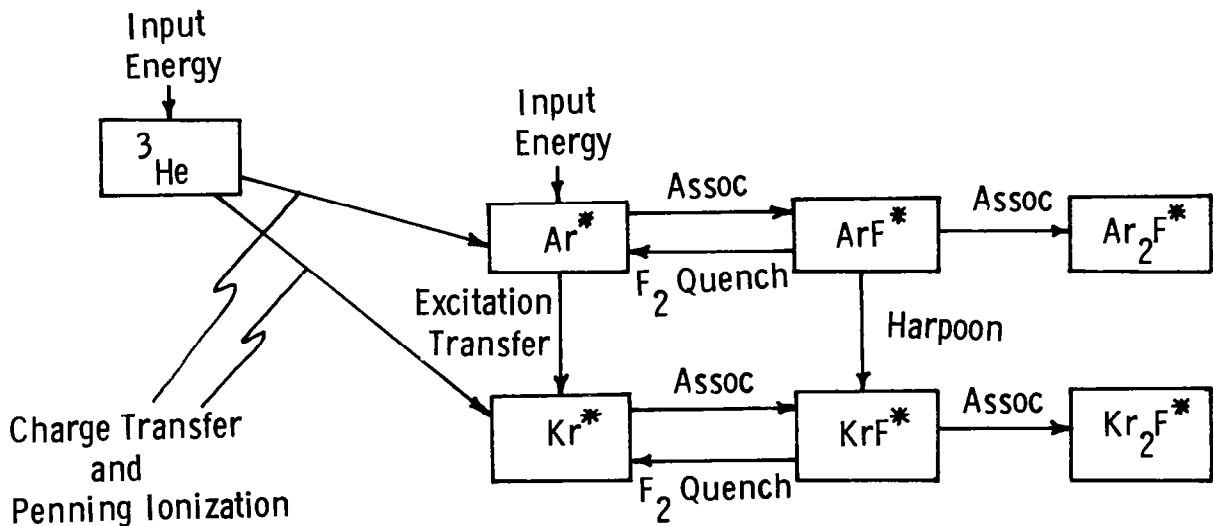 Input
Energy
³He
Input
Energy
Ar*
Assoc
ArF*
Assoc
Ar₂F*
F₂ Quench
Excitation
Transfer
Harpoon
Kr*
Assoc
KrF*
Assoc
Kr₂F*
F₂ Quench
Charge Transfer
and
Penning Ionization